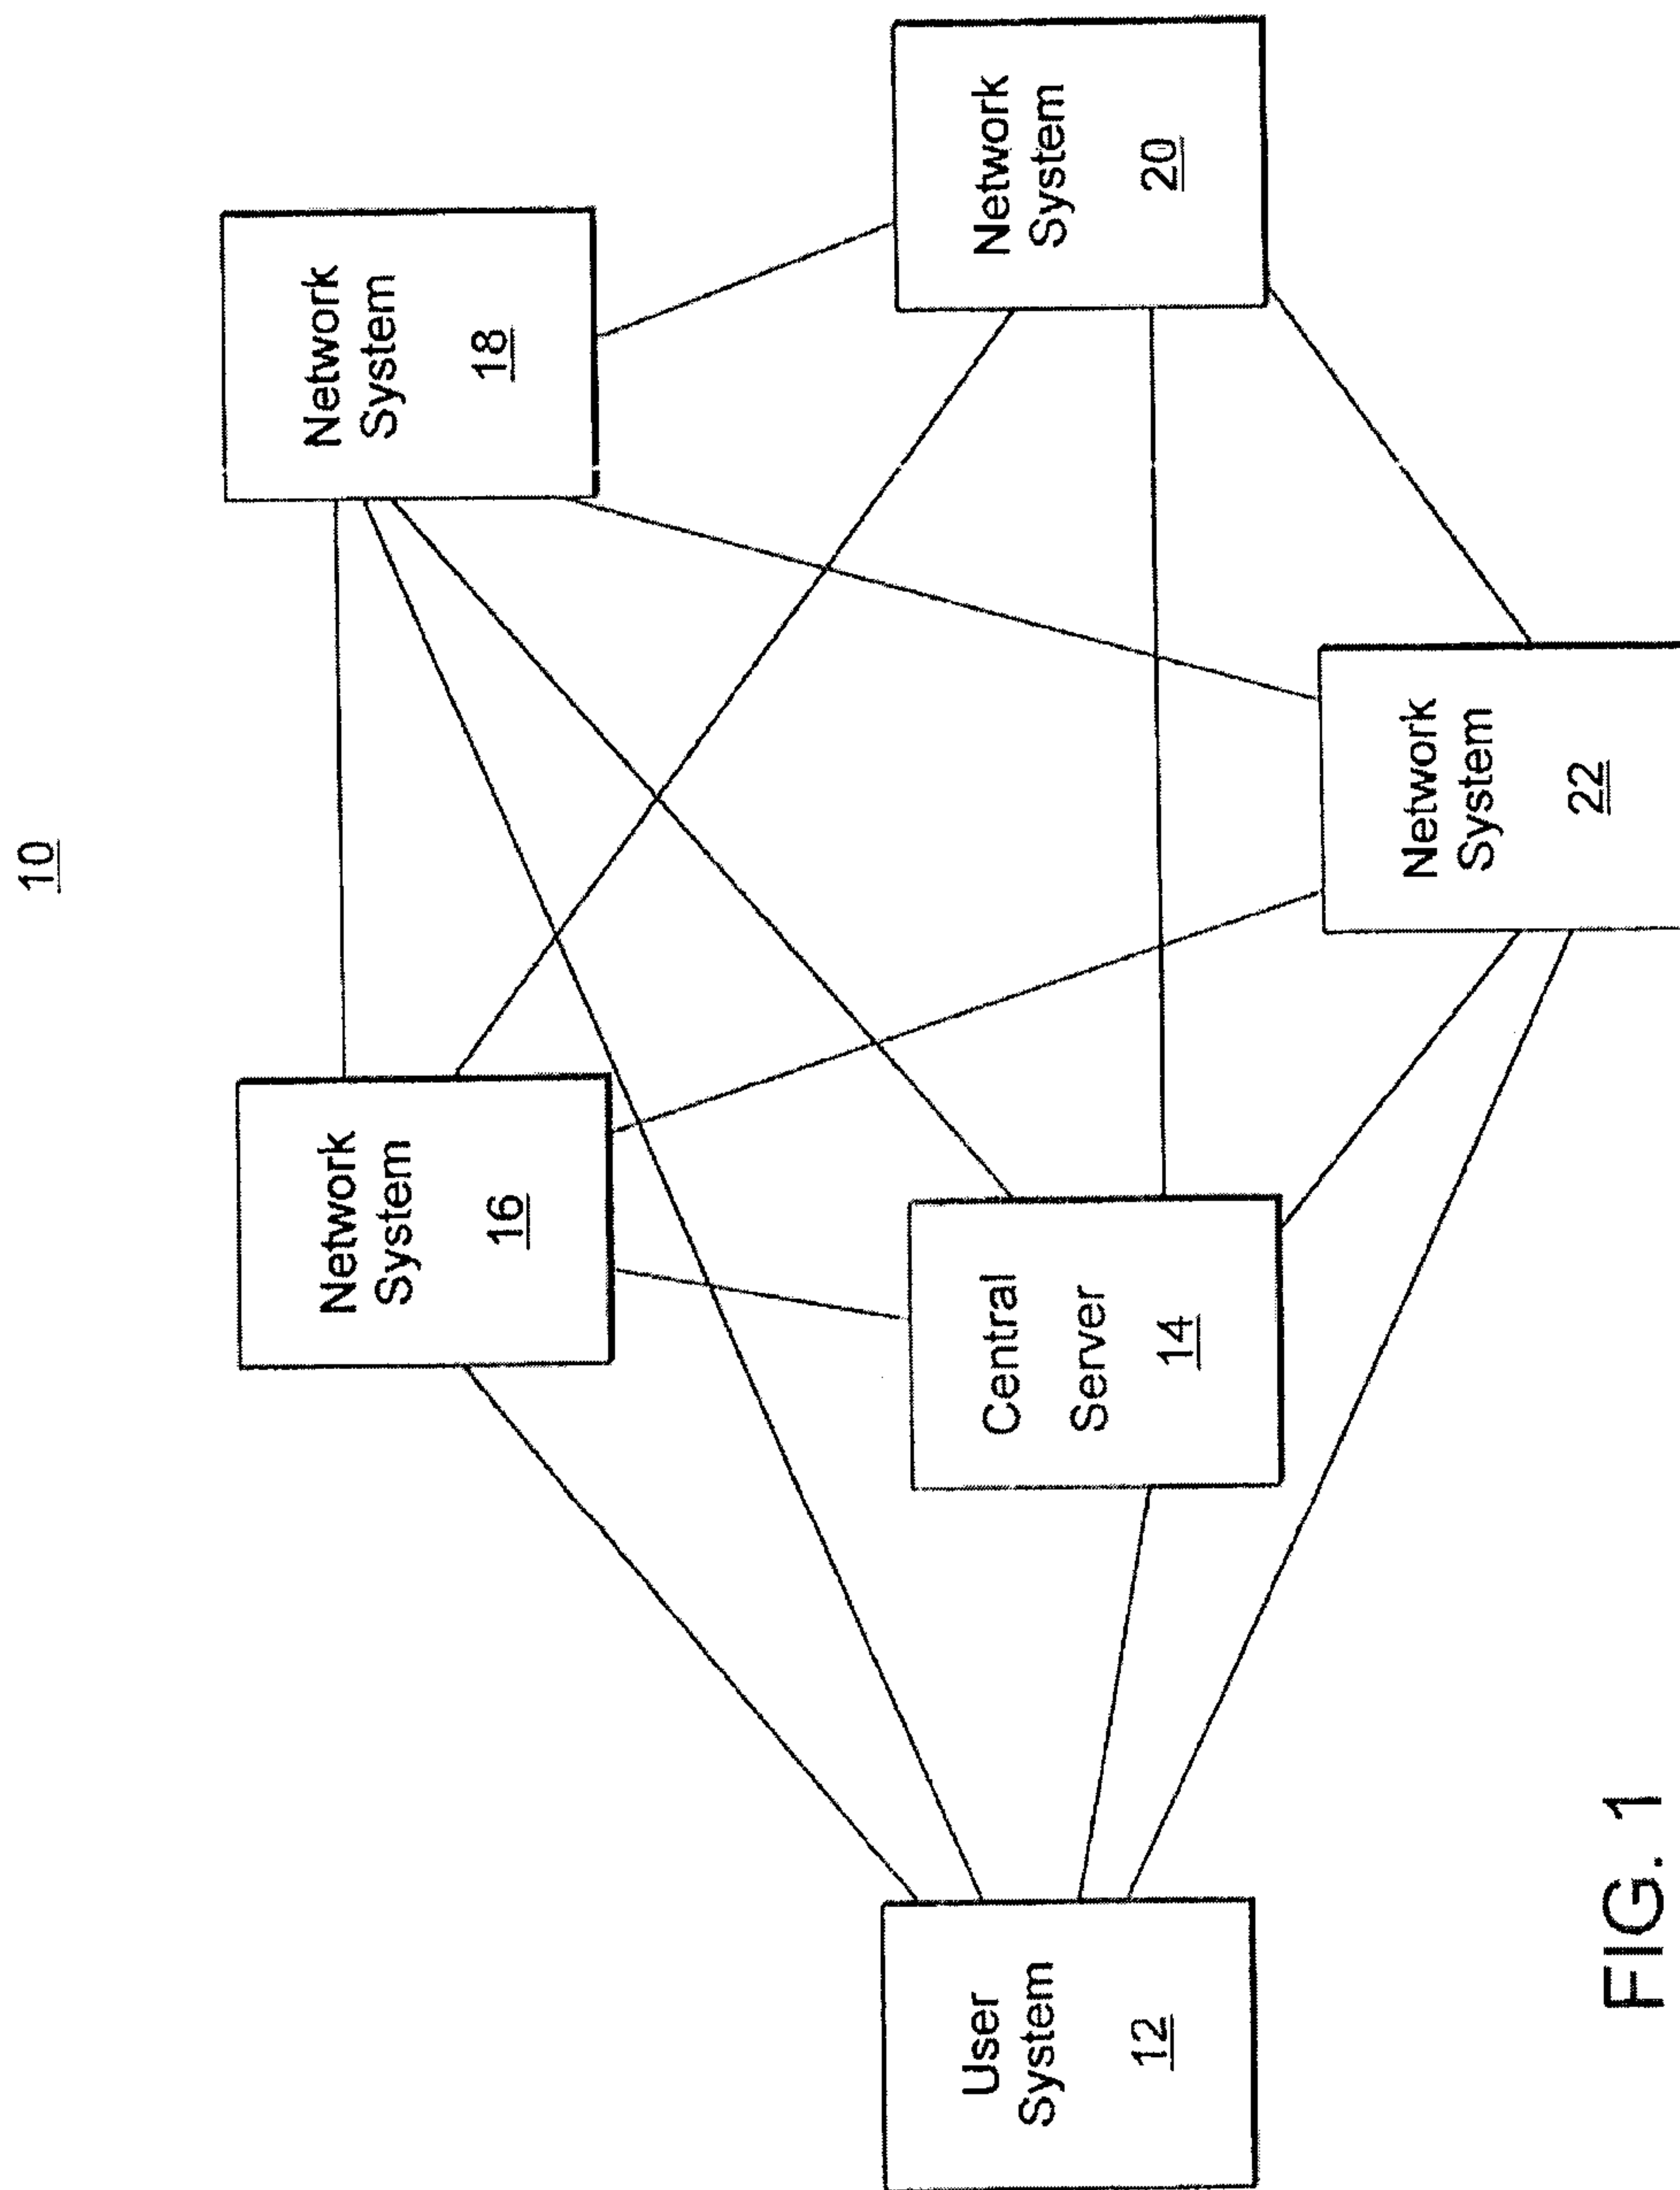 10
Network
System
18
Network
System
20
Network
System
16
Network
System
22
Central
Server
14
User
System
12
FIG. 1